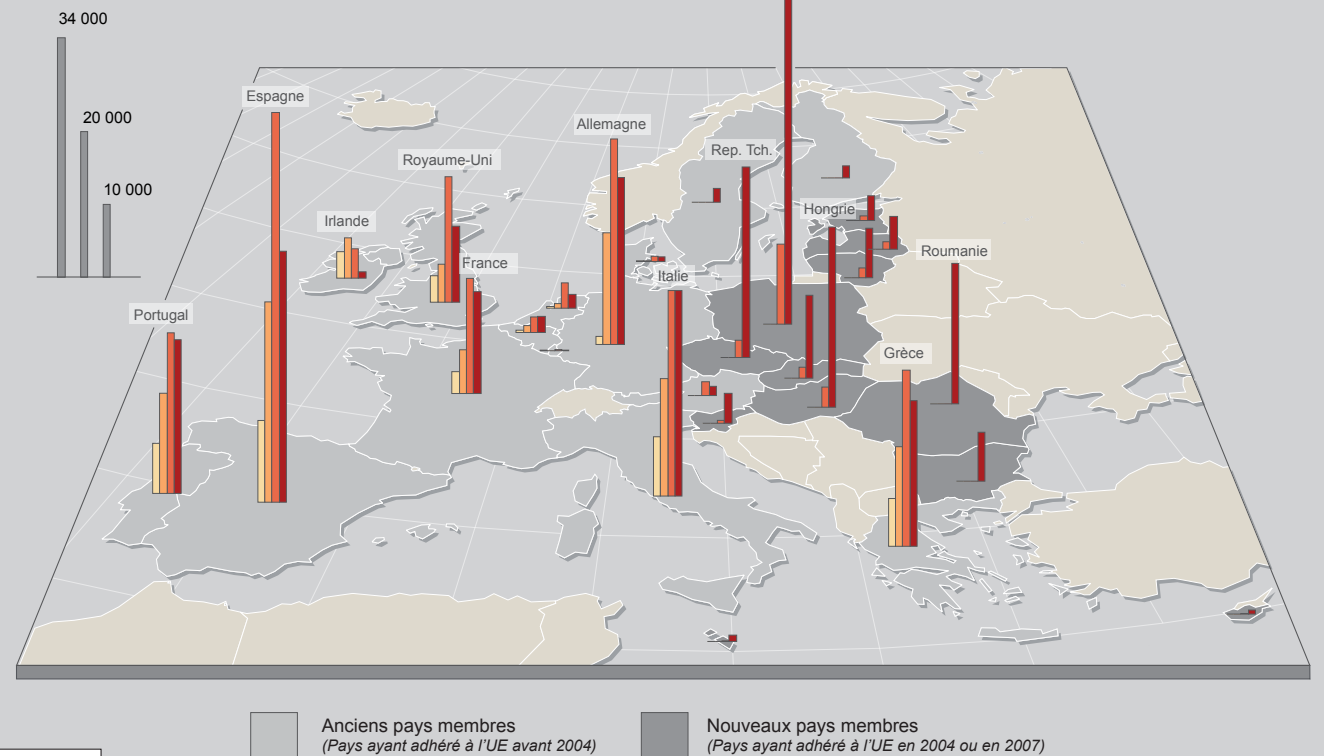 34 000
Espagne
20 000
Allemagne
Rep. Tch.
Royaume-Uni
10 000
Hongrie
Irlande
Roumanie
France
Italie
Portugal
Grèce
Anciens pays membres
(Pays ayant adhéré à l'UE avant 2004)
Nouveaux pays membres
(Pays ayant adhéré à l'UE en 2004 ou en 2007)